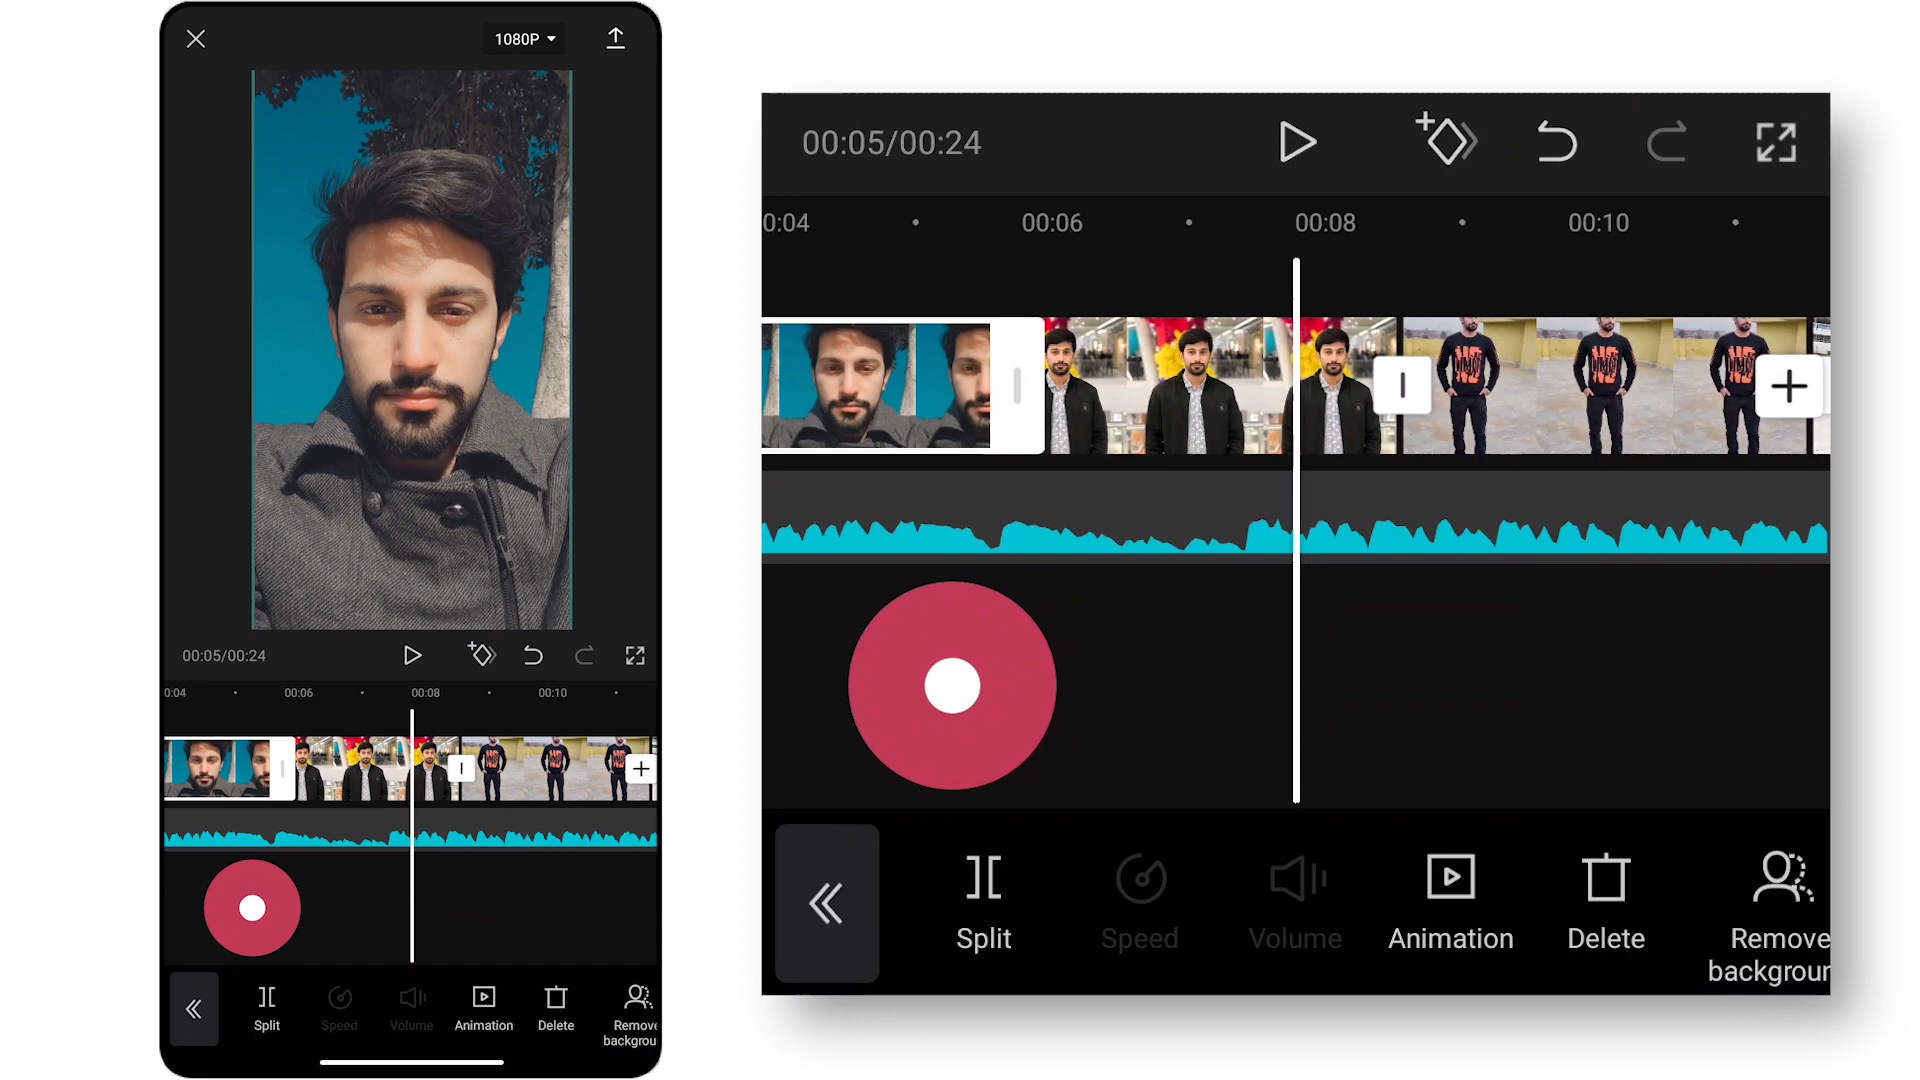 1080P
00:05/00:24
0:04 00:06 00:08 00:10
Split Speed Volume Animation Delete Remove
backgrou
00:05/00:24
0:04 00:06 00:08 00:10
Split Speed Volume Animation Delete Remove
backgroun